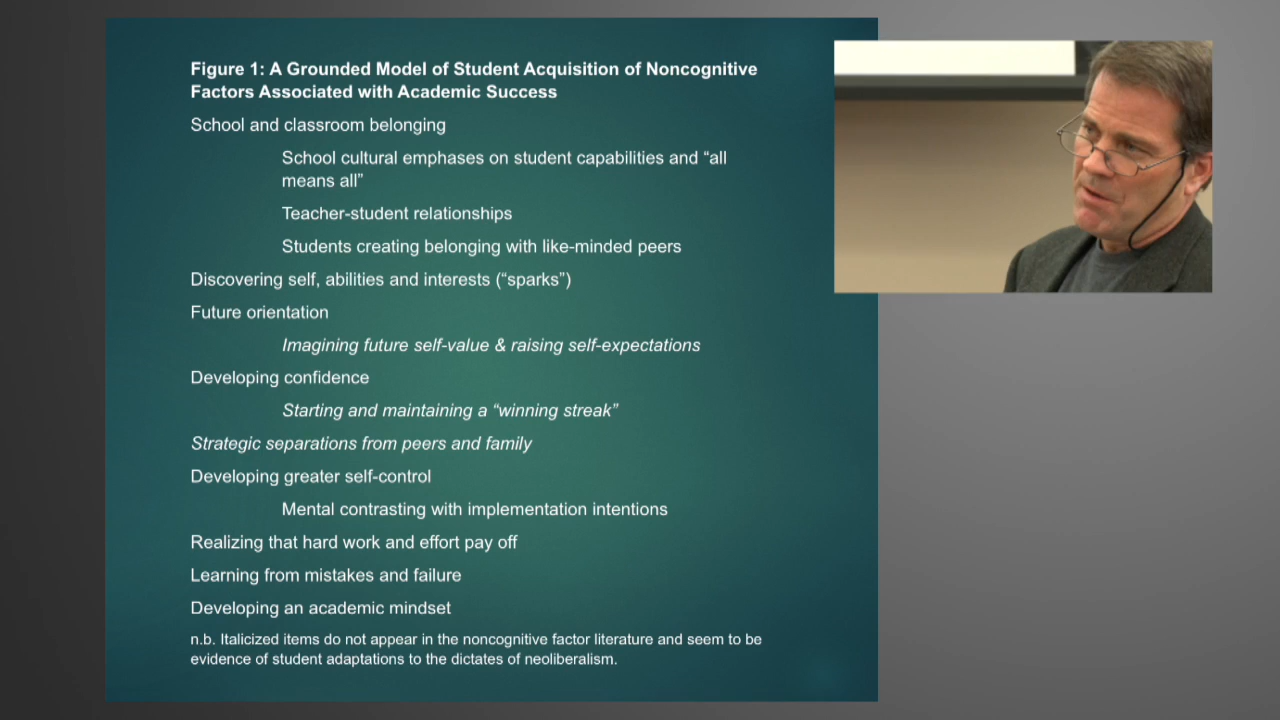 Figure 1: A Grounded Model of Student Acquisition of Noncognitive
Factors Associated with Academic Success
School and classroom belonging
School cultural emphases on student capabilities and “all
means all”
Teacher-student relationships
Students creating belonging with like-minded peers
Discovering self, abilities and interests (“sparks”)
Future orientation
Imagining future self-value & raising self-expectations
Developing confidence
Starting and maintaining a “winning streak”
Strategic separations from peers and family
Developing greater self-control
Mental contrasting with implementation intentions
Realizing that hard work and effort pay off
Learning from mistakes and failure
Developing an academic mindset
n.b. Italicized items do not appear in the noncognitive factor literature and seem to be
evidence of student adaptations to the dictates of neoliberalism.